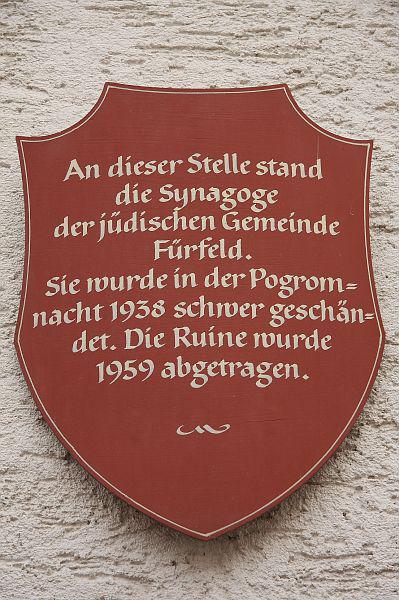 An dieser Stelle stand
die Synagoge
der jüdischen Gemeinde
Fürfeld.
Sie wurde in der Pogrom=
nacht 1938 schwer geschän=
det. Die Ruine wurde
1959 abgetragen.